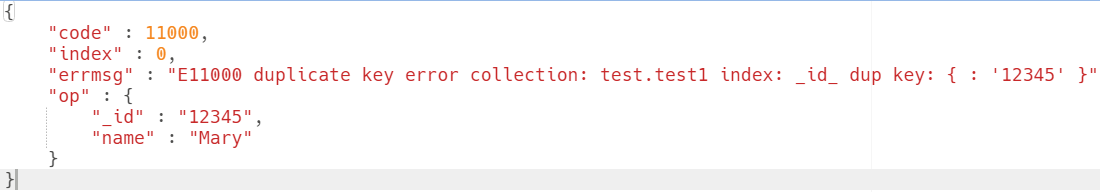 {
    "code" : 11000,
    "index" : 0,
    "errmsg" : "E11000 duplicate key error collection: test.test1 index: _id_ dup key: { : '12345' }"
    "op" : {
        "_id" : "12345",
        "name" : "Mary"
    }
}